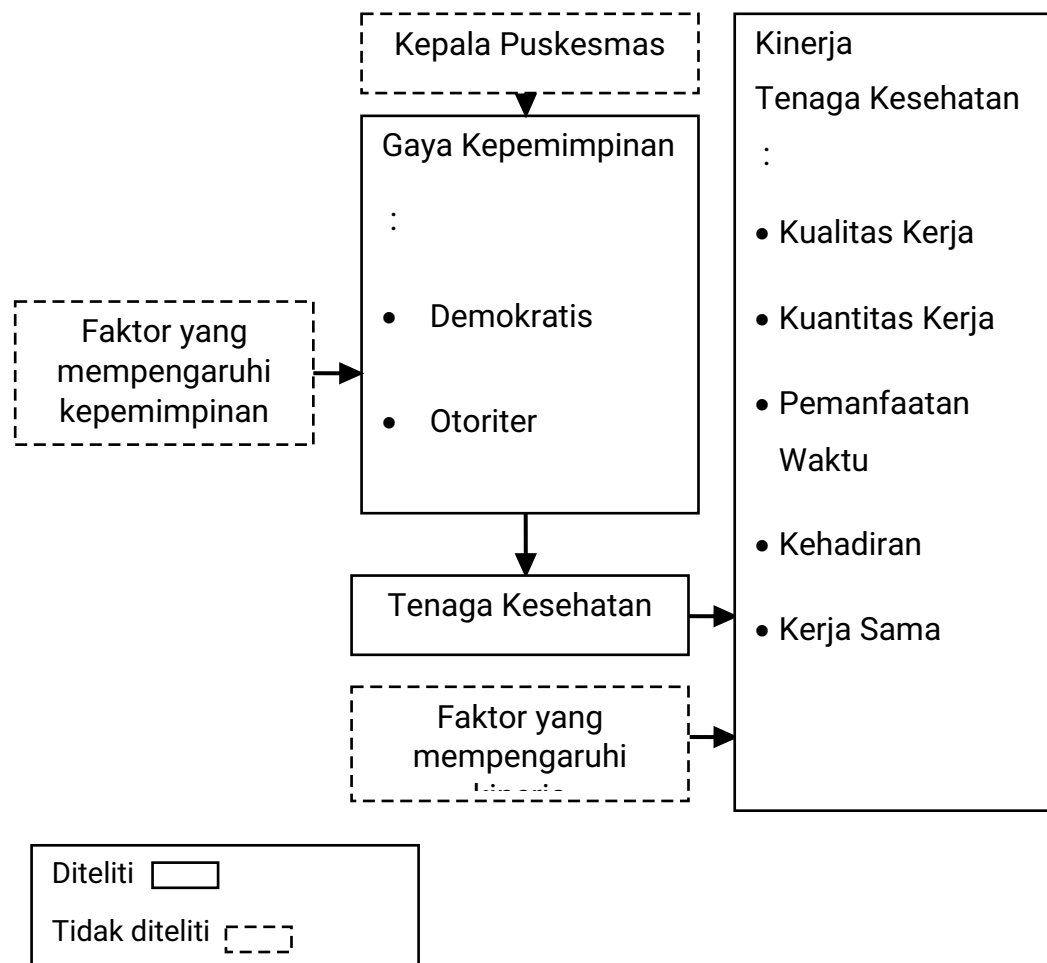 Kepala Puskesmas
Gaya Kepemimpinan
:
• Demokratis
• Otoriter
Faktor yang
mempengaruhi
kepemimpinan
Tenaga Kesehatan
Faktor yang
mempengaruhi
Kinerja
Tenaga Kesehatan
:
• Kualitas Kerja
• Kuantitas Kerja
• Pemanfaatan
Waktu
• Kehadiran
• Kerja Sama
Diteliti
Tidak diteliti